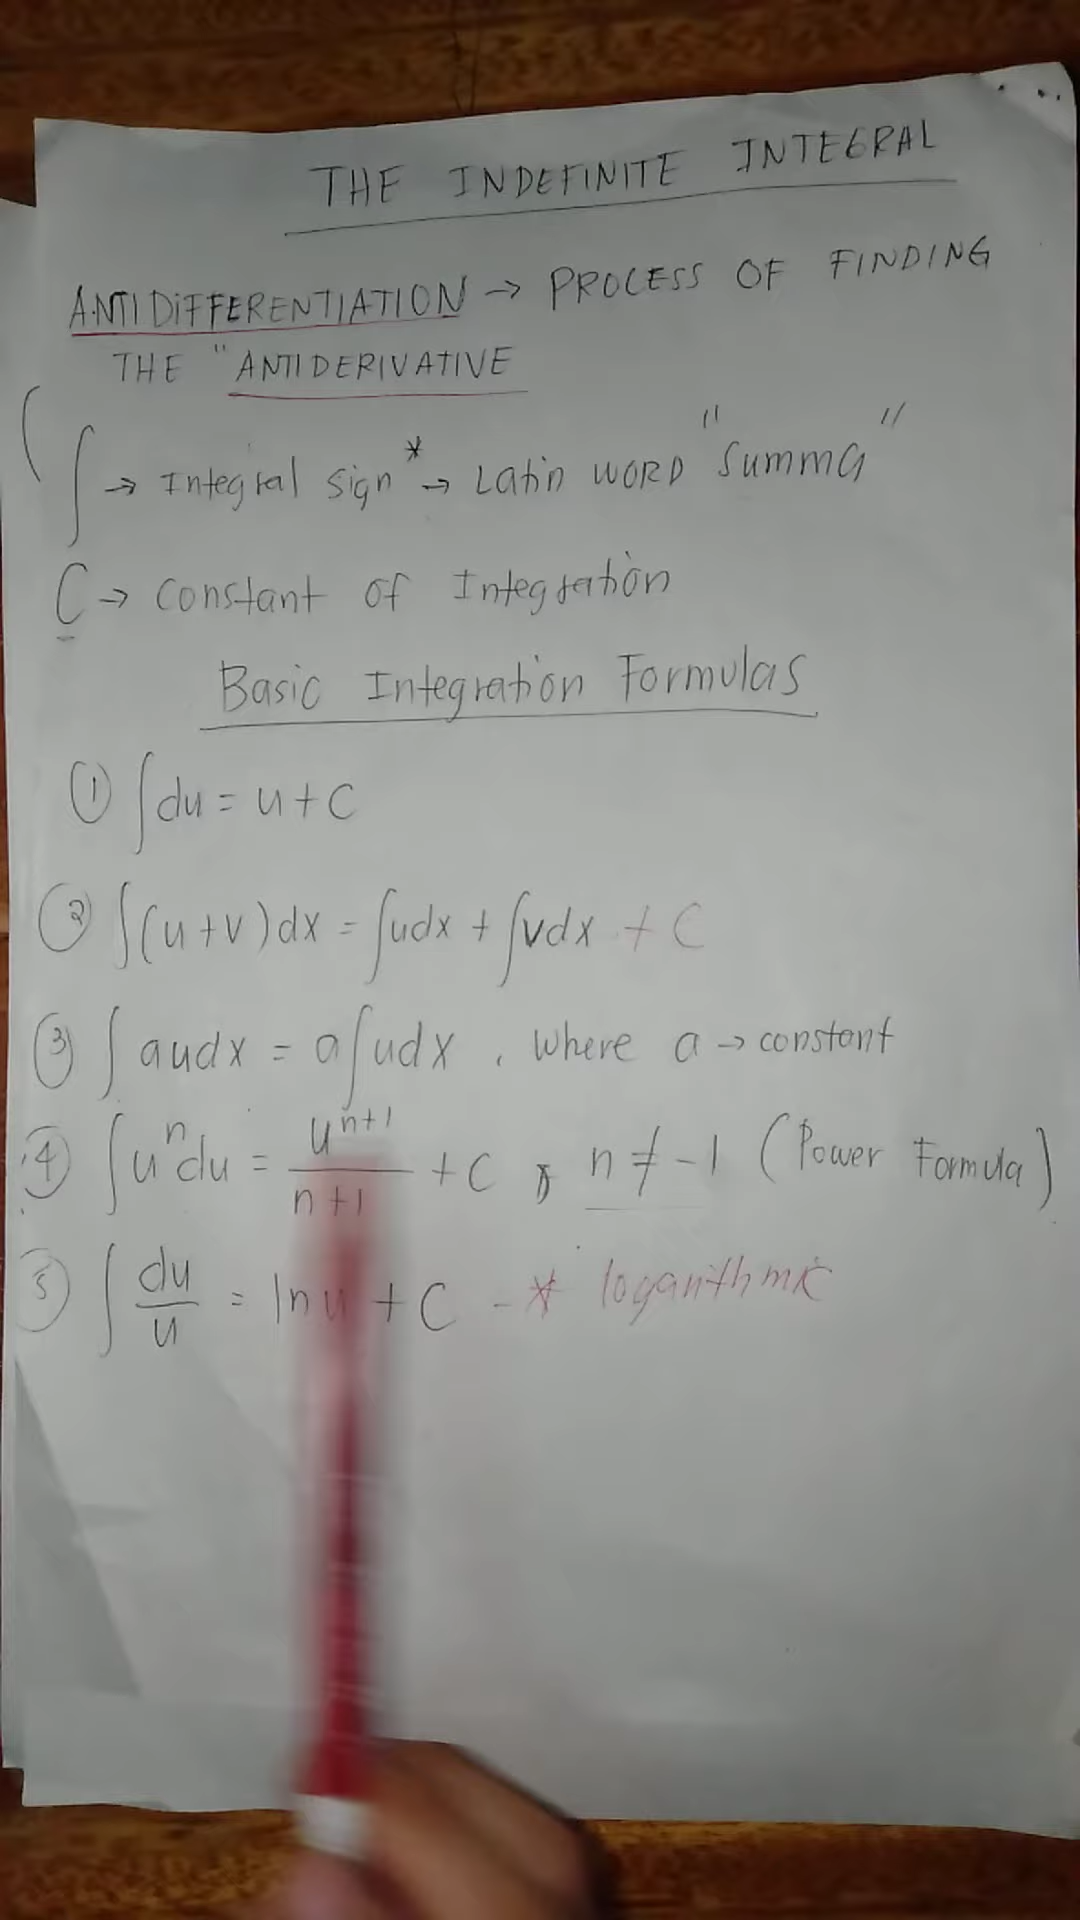 THE INDEFINITE INTEGRAL
ANTIDIFFERENTIATION → PROCESS OF FINDING
THE "ANTIDERIVATIVE
∫ → Integral sign * → Latin WORD "summa"
C → constant of Integration
Basic Integration Formulas
① ∫du = u + C
② ∫(u+v)dx = ∫udx + ∫vdx + C
③ ∫audx = a∫udx , where a → constant
④ ∫uⁿdu = uⁿ⁺¹/n+1 + C , n ≠ -1 (Power Formula)
⑤ ∫du/u = ln u + C - * logarithmic